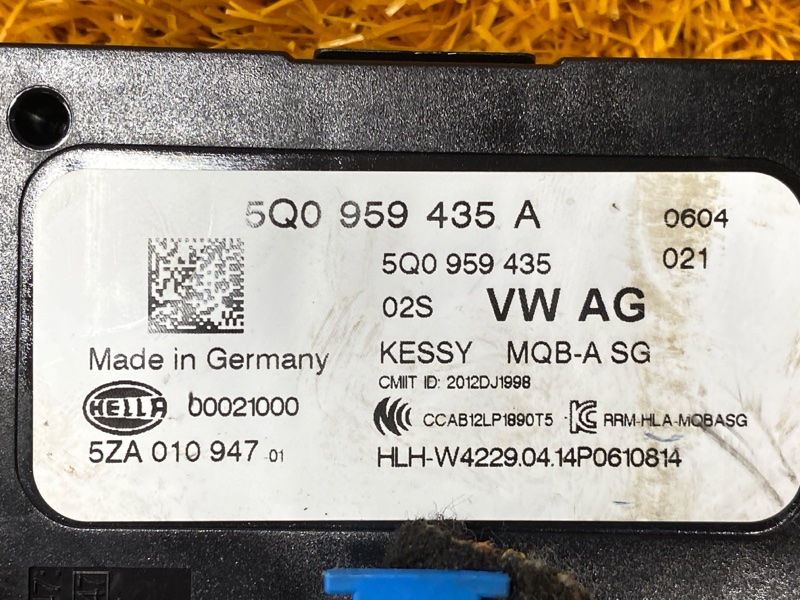 5Q0 959 435 A 0604
5Q0 959 435 021
02S VW AG
Made in Germany KESSY MQB-A SG
CMIIT ID: 2012DJ1998
HELLA 00021000 CCAB12LP1890T5 RRM-HLA-MQBASG
5ZA 010 947 -01 HLH-W4229.04.14P0610814